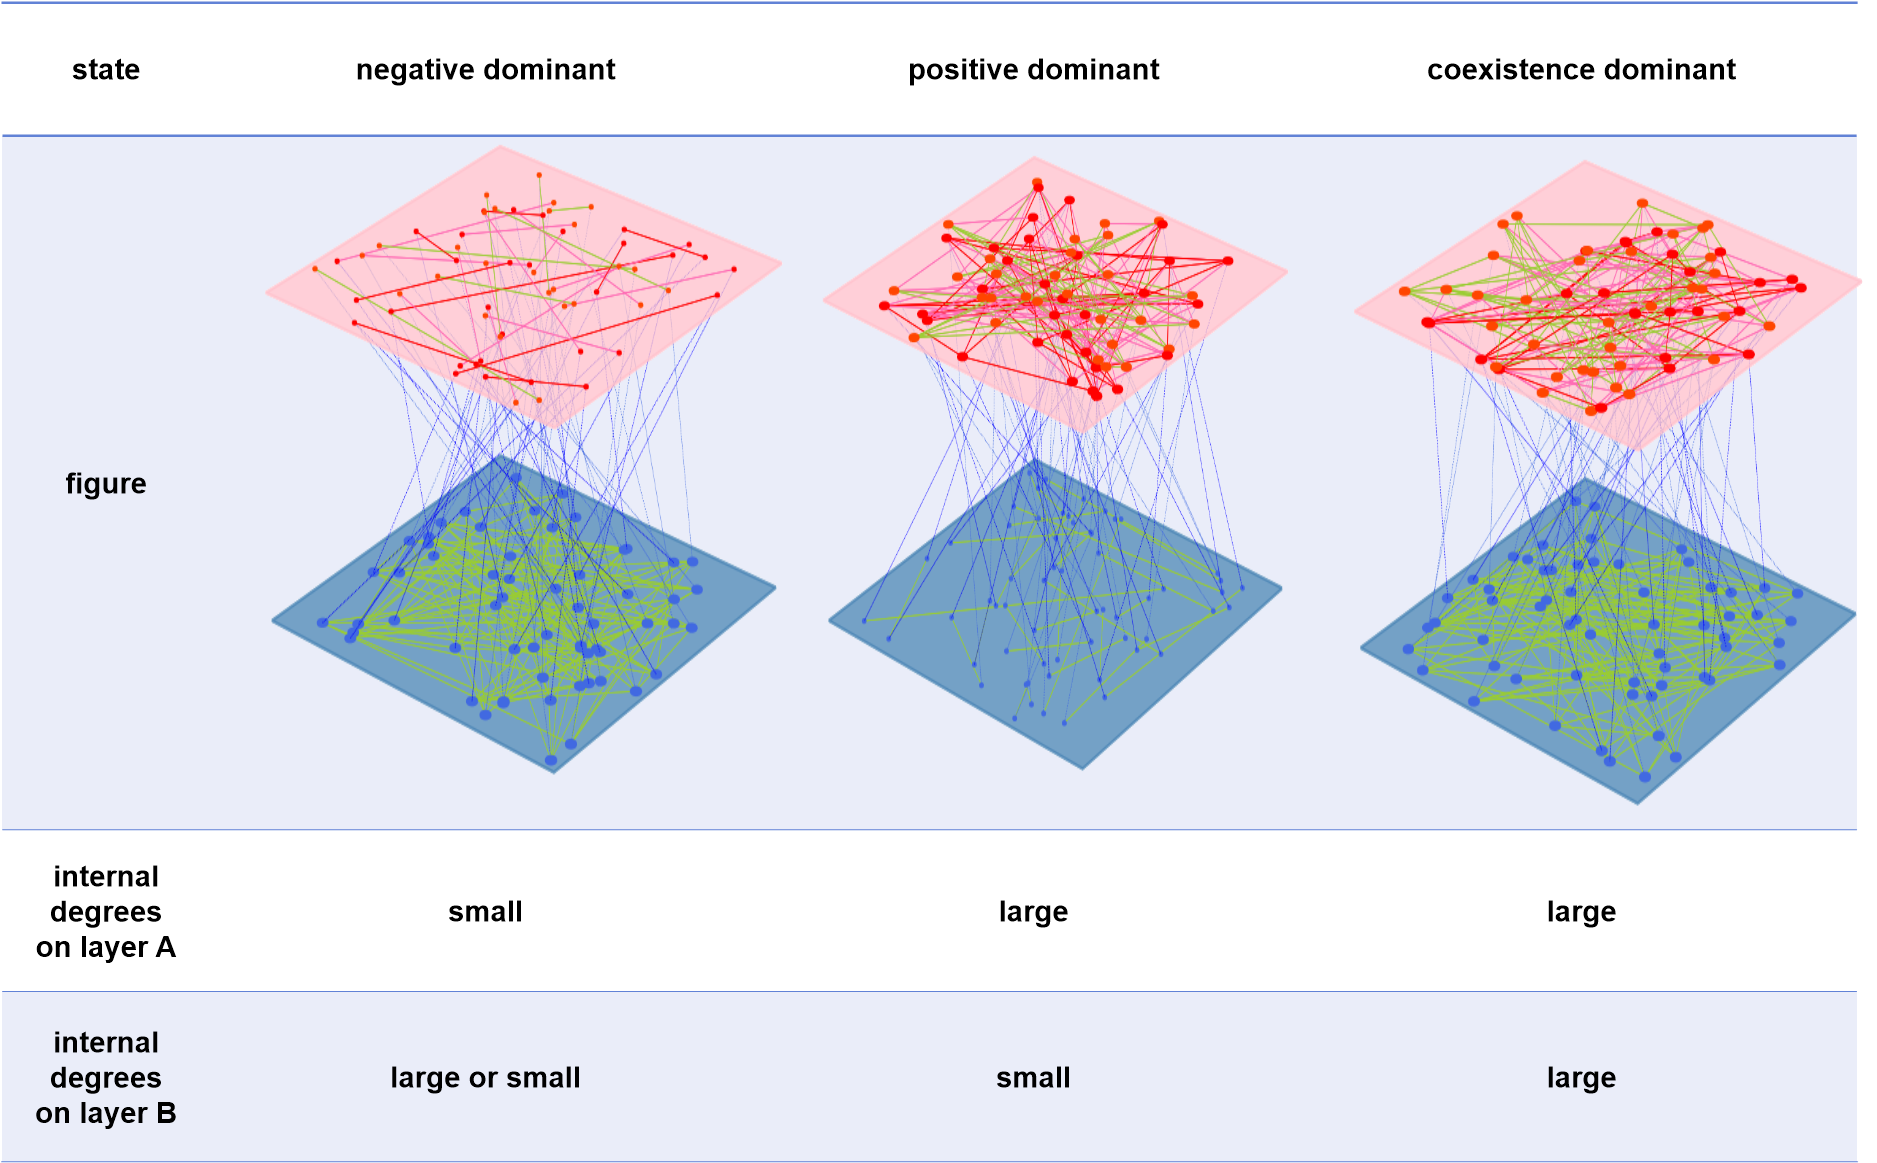 state
negative dominant
positive dominant
coexistence dominant
figure
internal
degrees
on layer A
small
large
large
internal
degrees
on layer B
large or small
small
large